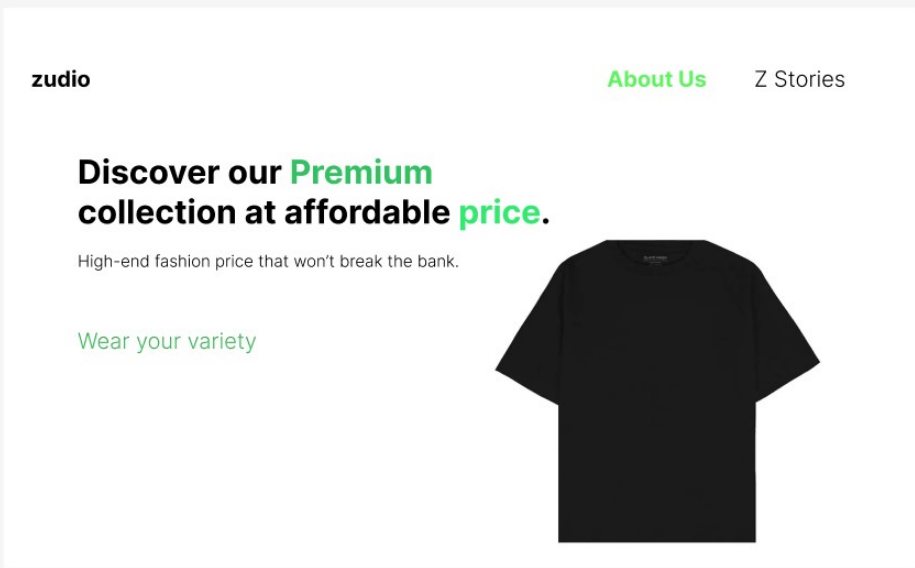 zudio
About Us
Z Stories
Discover our Premium
collection at affordable price.
High-end fashion price that won’t break the bank.
Wear your variety